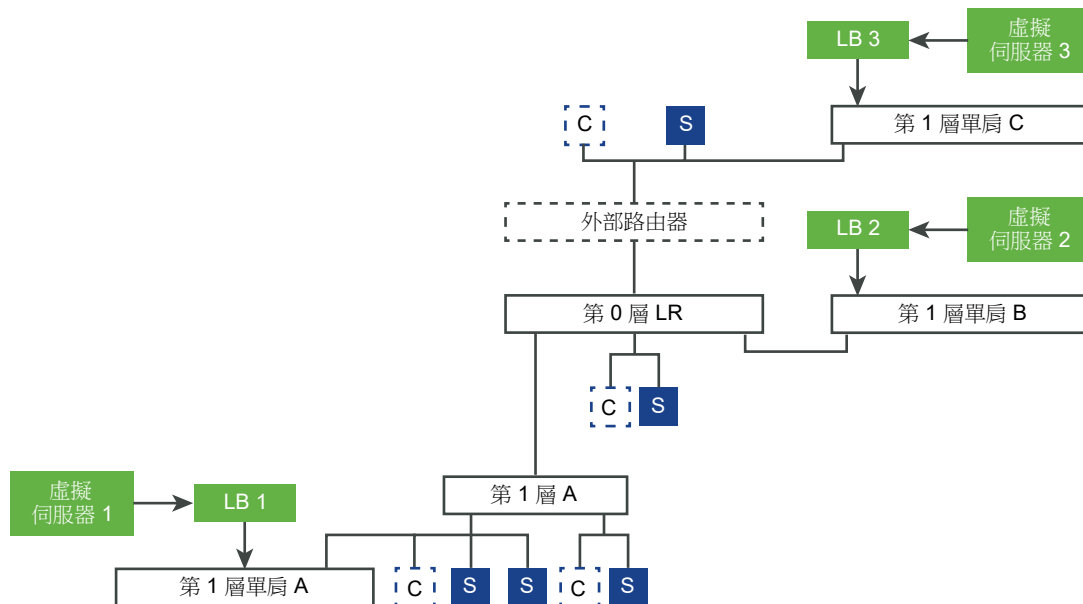 LB 3
虛擬
伺服器 3
C
S
第 1 層單肩 C
外部路由器
LB 2
虛擬
伺服器 2
第 0 層 LR
第 1 層單肩 B
C
S
虛擬
伺服器 1
LB 1
第 1 層 A
第 1 層單肩 A
C
S
S
C
S